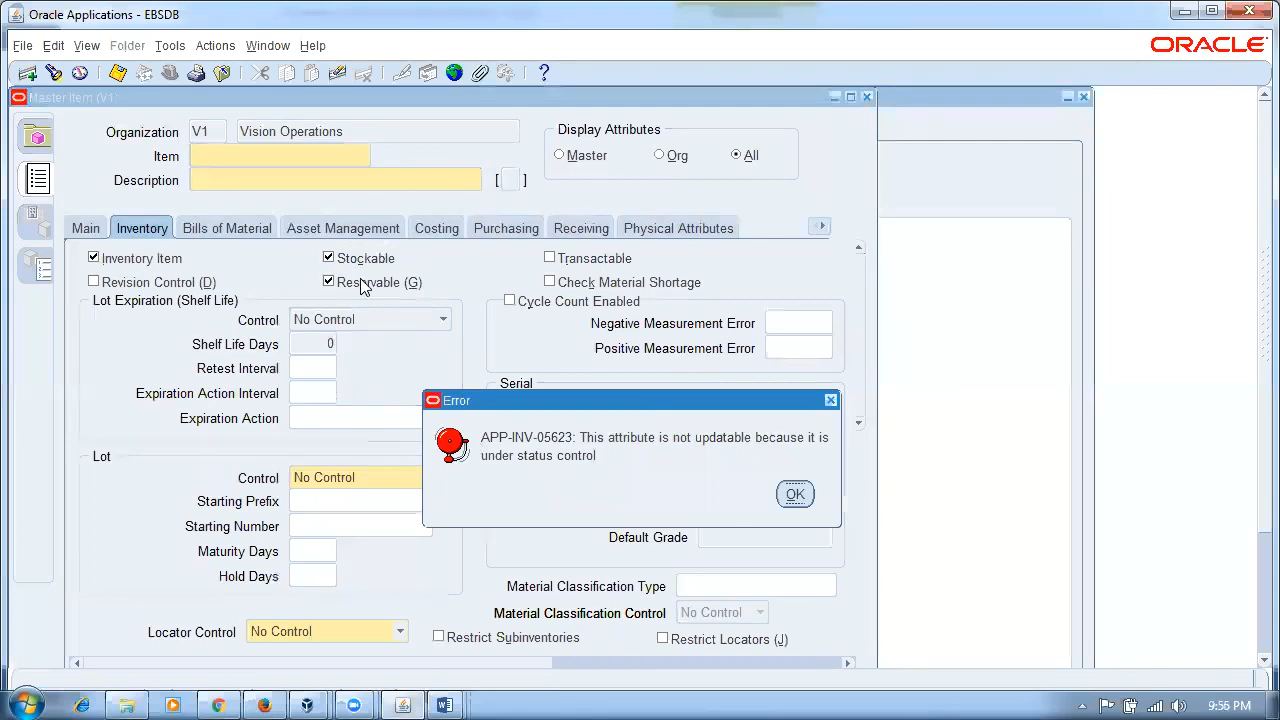 Oracle Applications - EBSDB
File Edit View Folder Tools Actions Window Help
ORACLE
Master Item (V1)
Organization V1 Vision Operations
Display Attributes
Item
Master Org All
Description [ ]
Main Inventory Bills of Material Asset Management Costing Purchasing Receiving Physical Attributes
Inventory Item Stockable Transactable
Revision Control (D) Reservable (G) Check Material Shortage
Lot Expiration (Shelf Life) Cycle Count Enabled
Control No Control Negative Measurement Error
Shelf Life Days 0 Positive Measurement Error
Retest Interval
Serial
Expiration Action Interval
Error
Expiration Action
APP-INV-05623: This attribute is not updatable because it is
under status control
Lot
Control No Control
OK
Starting Prefix
Starting Number
Default Grade
Maturity Days
Hold Days
Material Classification Type
Material Classification Control No Control
Locator Control No Control Restrict Subinventories Restrict Locators (J)
9:56 PM